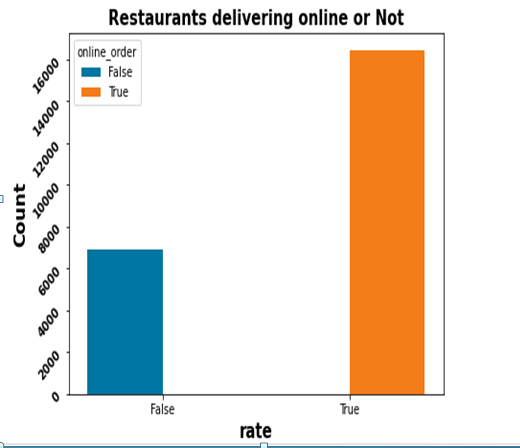 Restaurants delivering online or Not
online_order
False
True
16000
14000
12000
10000
8000
6000
4000
2000
0
Count
False True
rate